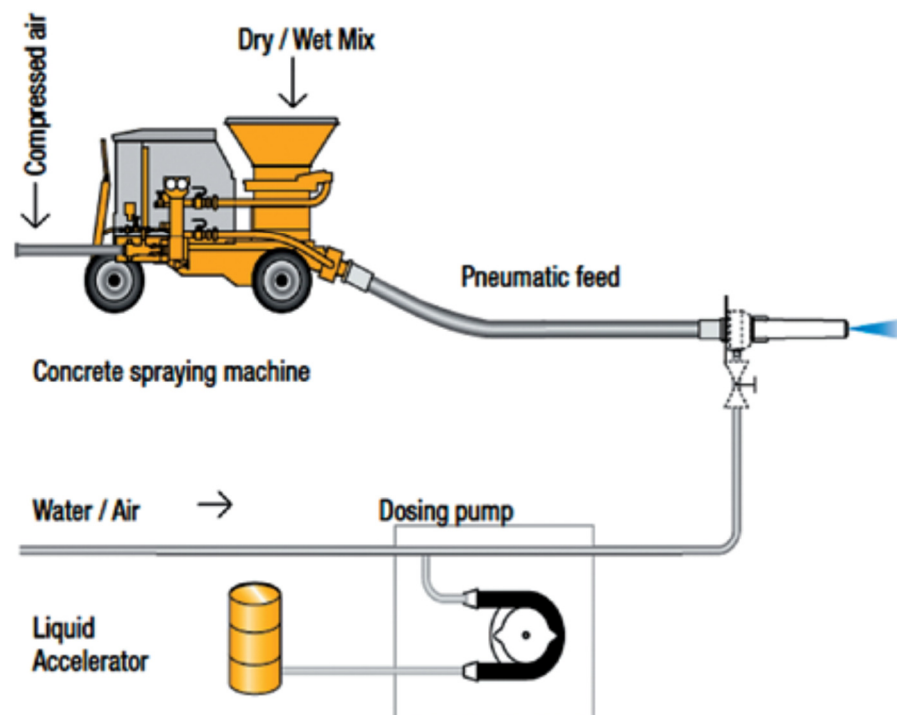 Compressed air
Dry / Wet Mix
Pneumatic feed
Concrete spraying machine
Water / Air
Dosing pump
Liquid
Accelerator